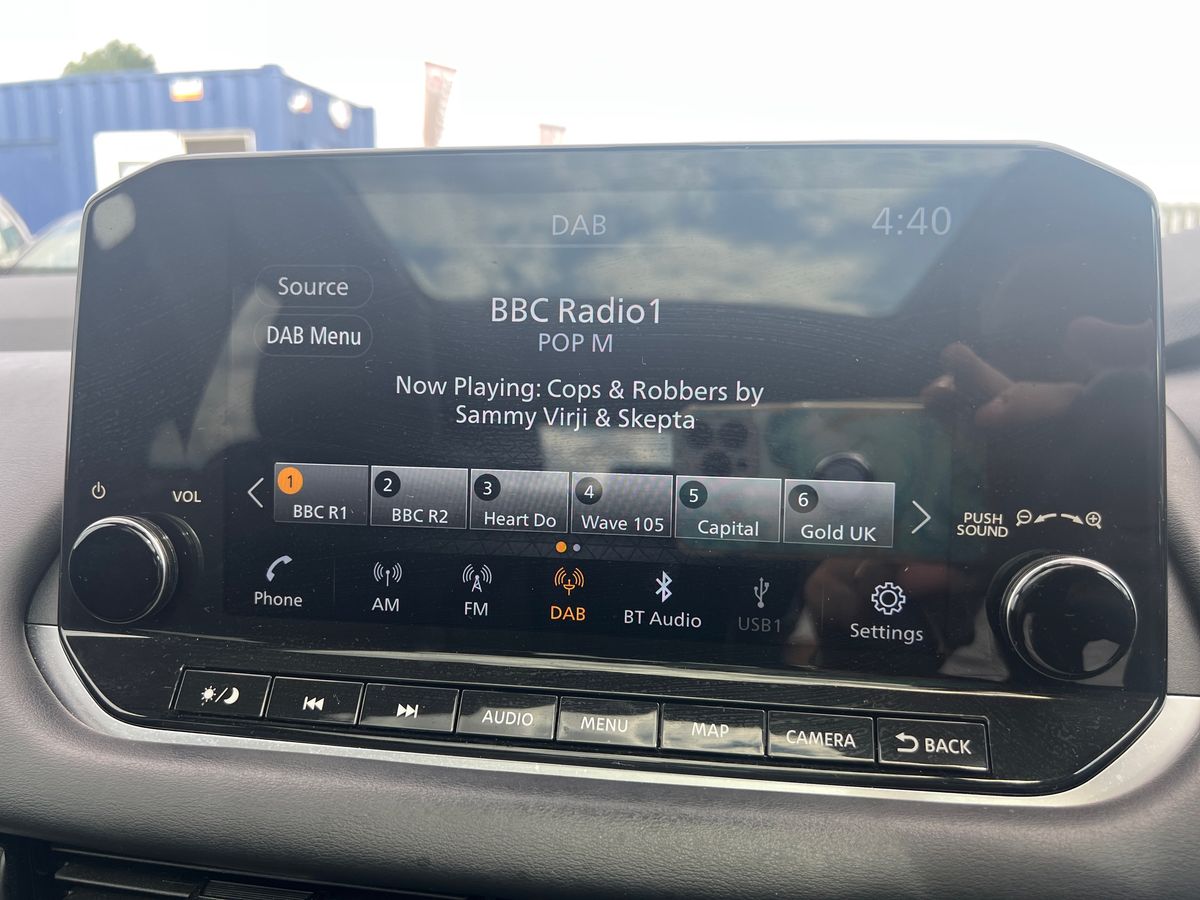 DAB
4:40
Source
DAB Menu
BBC Radio1
POP M
Now Playing: Cops & Robbers by
Sammy Virji & Skepta
VOL
1 BBC R1
2 BBC R2
3 Heart Do
4 Wave 105
5 Capital
6 Gold UK
PUSH
SOUND
Phone
AM
FM
DAB
BT Audio
USB1
Settings
AUDIO
MENU
MAP
CAMERA
BACK